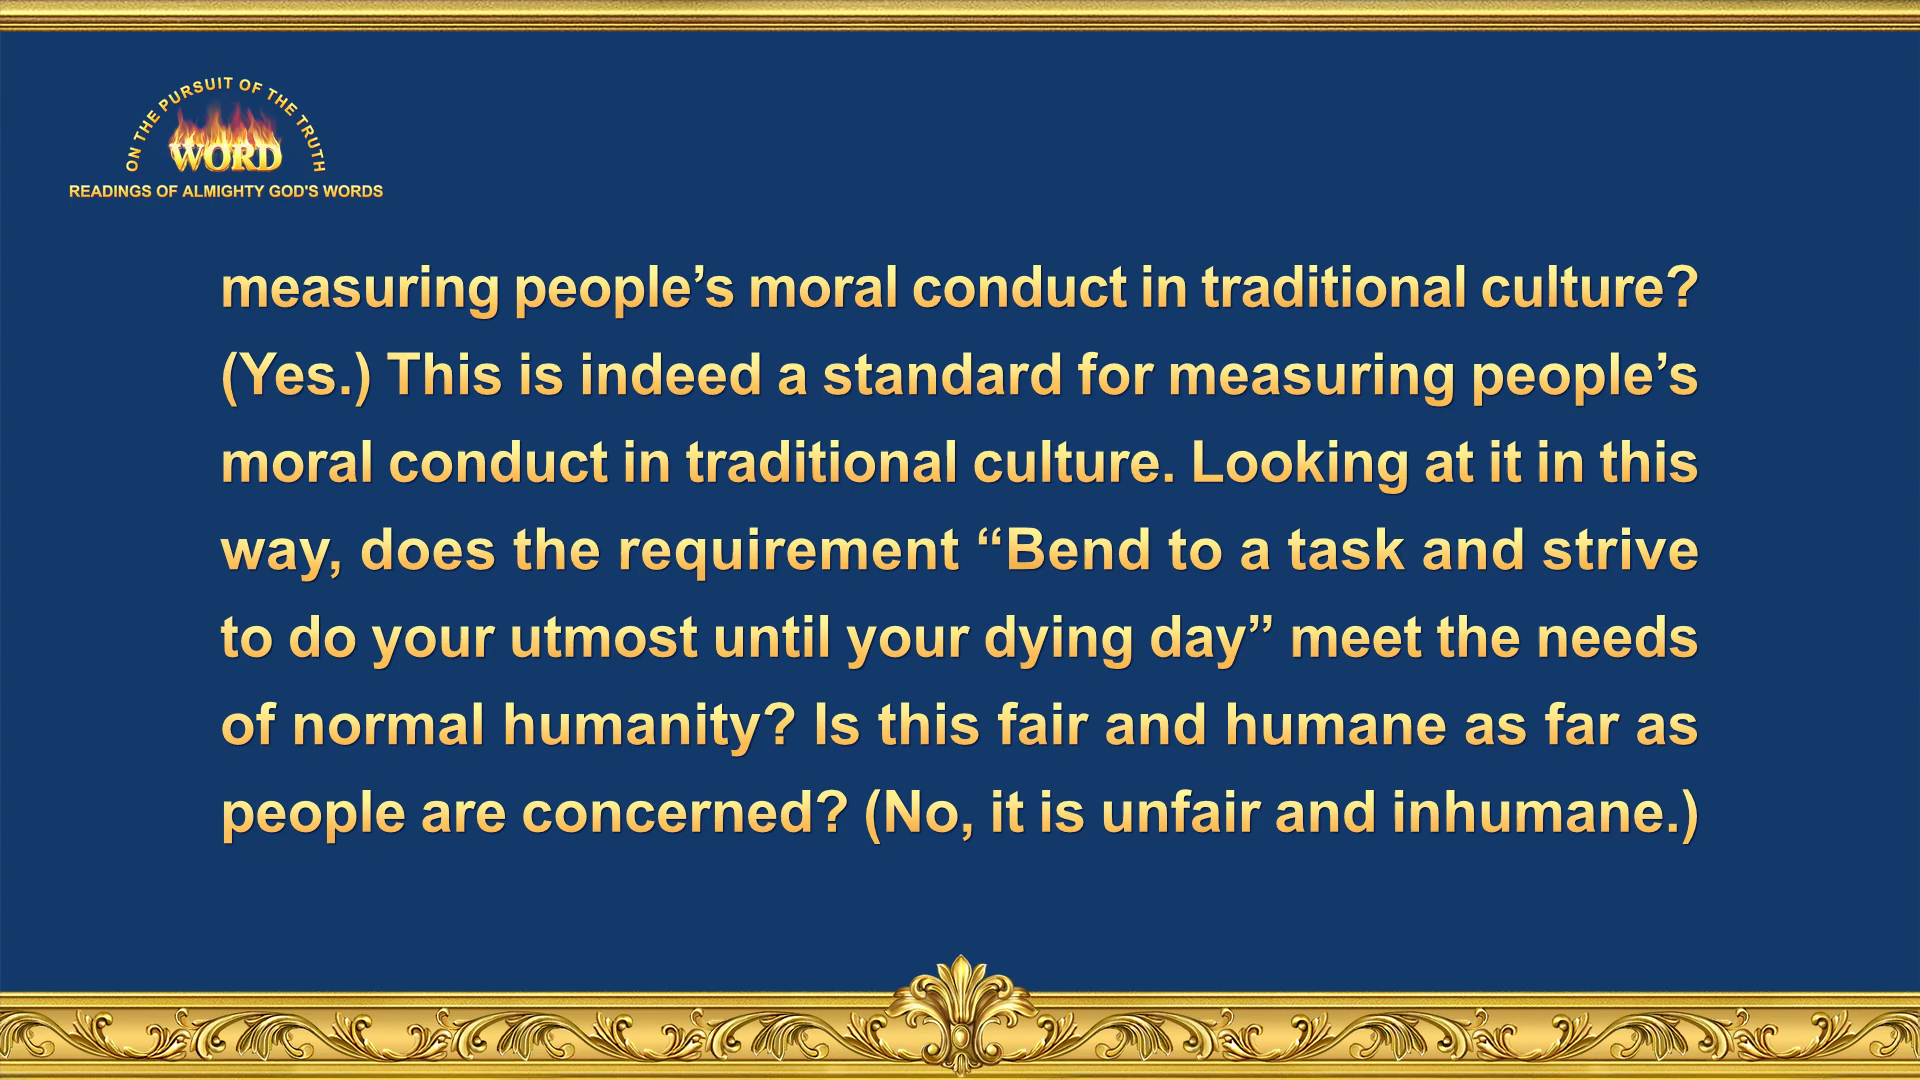 ON THE PURSUIT OF THE TRUTH
WORD
READINGS OF ALMIGHTY GOD'S WORDS
measuring people’s moral conduct in traditional culture?
(Yes.) This is indeed a standard for measuring people’s
moral conduct in traditional culture. Looking at it in this
way, does the requirement “Bend to a task and strive
to do your utmost until your dying day” meet the needs
of normal humanity? Is this fair and humane as far as
people are concerned? (No, it is unfair and inhumane.)